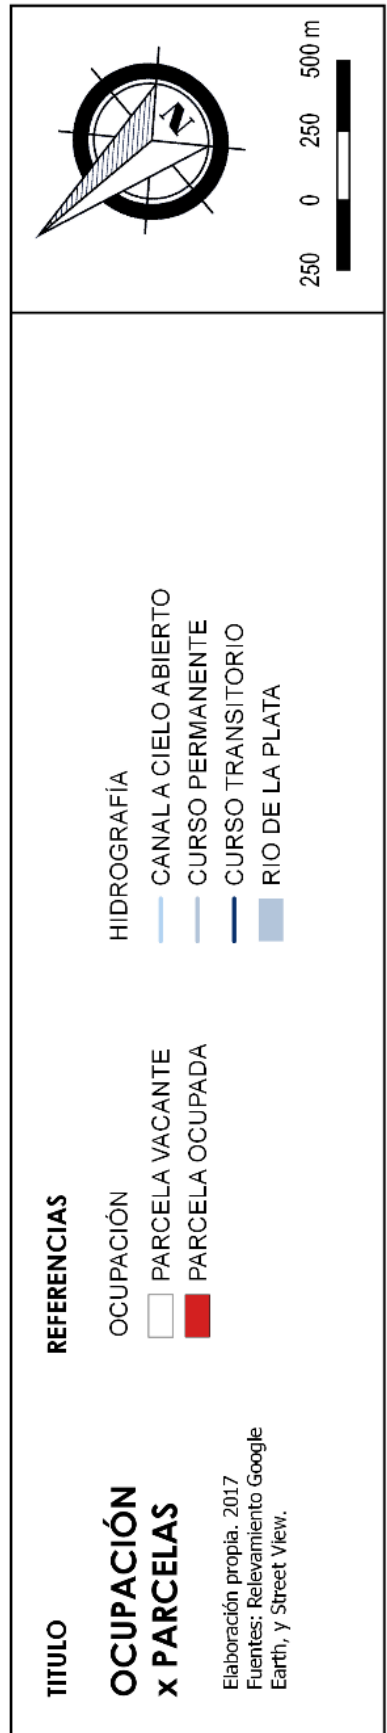 TITULO
OCUPACIÓN
x PARCELAS
Elaboración propia. 2017
Fuentes: Relevamiento Google
Earth, y Street View.
REFERENCIAS
OCUPACIÓN
PARCELA VACANTE
PARCELA OCUPADA
HIDROGRAFÍA
CANAL A CIELO ABIERTO
CURSO PERMANENTE
CURSO TRANSITORIO
RIO DE LA PLATA
N
250 0 250 500 m